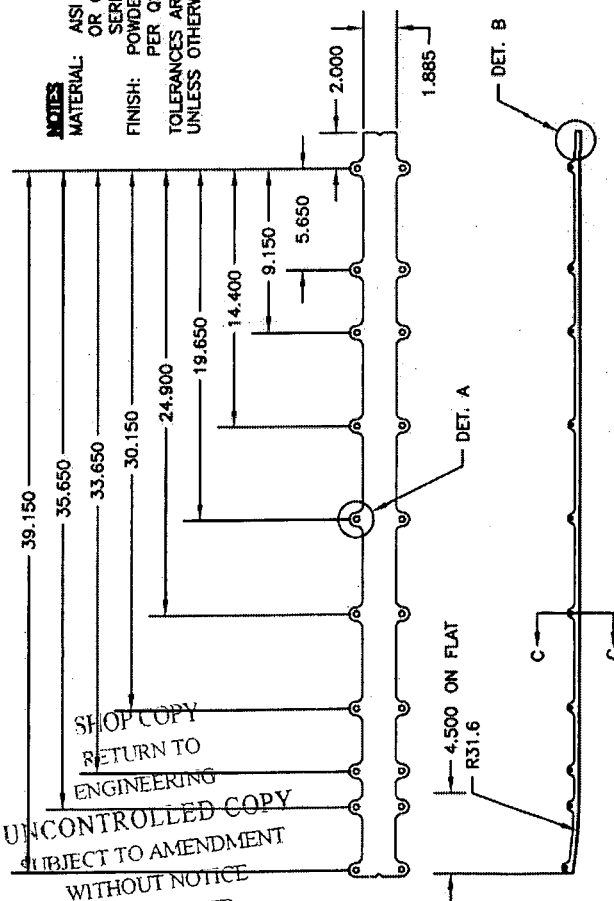 NOTES
MATERIAL: AISI
OR
SERI
FINISH: POWDE
PER Q
TOLERANCES AR
UNLESS OTHERW
39.150
35.650
33.650
30.150
24.900
19.650
14.400
9.150
5.650
2.000
1.885
DET. A
DET. B
4.500 ON FLAT
R31.6
C
C
SHOP COPY
RETURN TO
ENGINEERING
UNCONTROLLED COPY
SUBJECT TO AMENDMENT
WITHOUT NOTICE